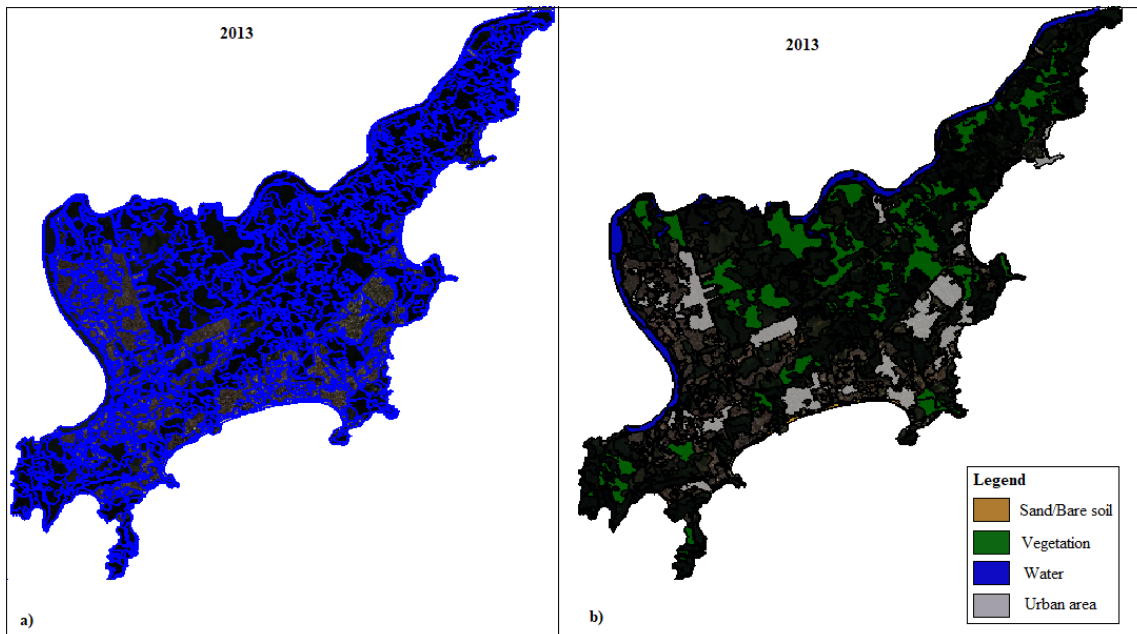 2013
a)
2013
Legend
Sand/Bare soil
Vegetation
Water
Urban area
b)